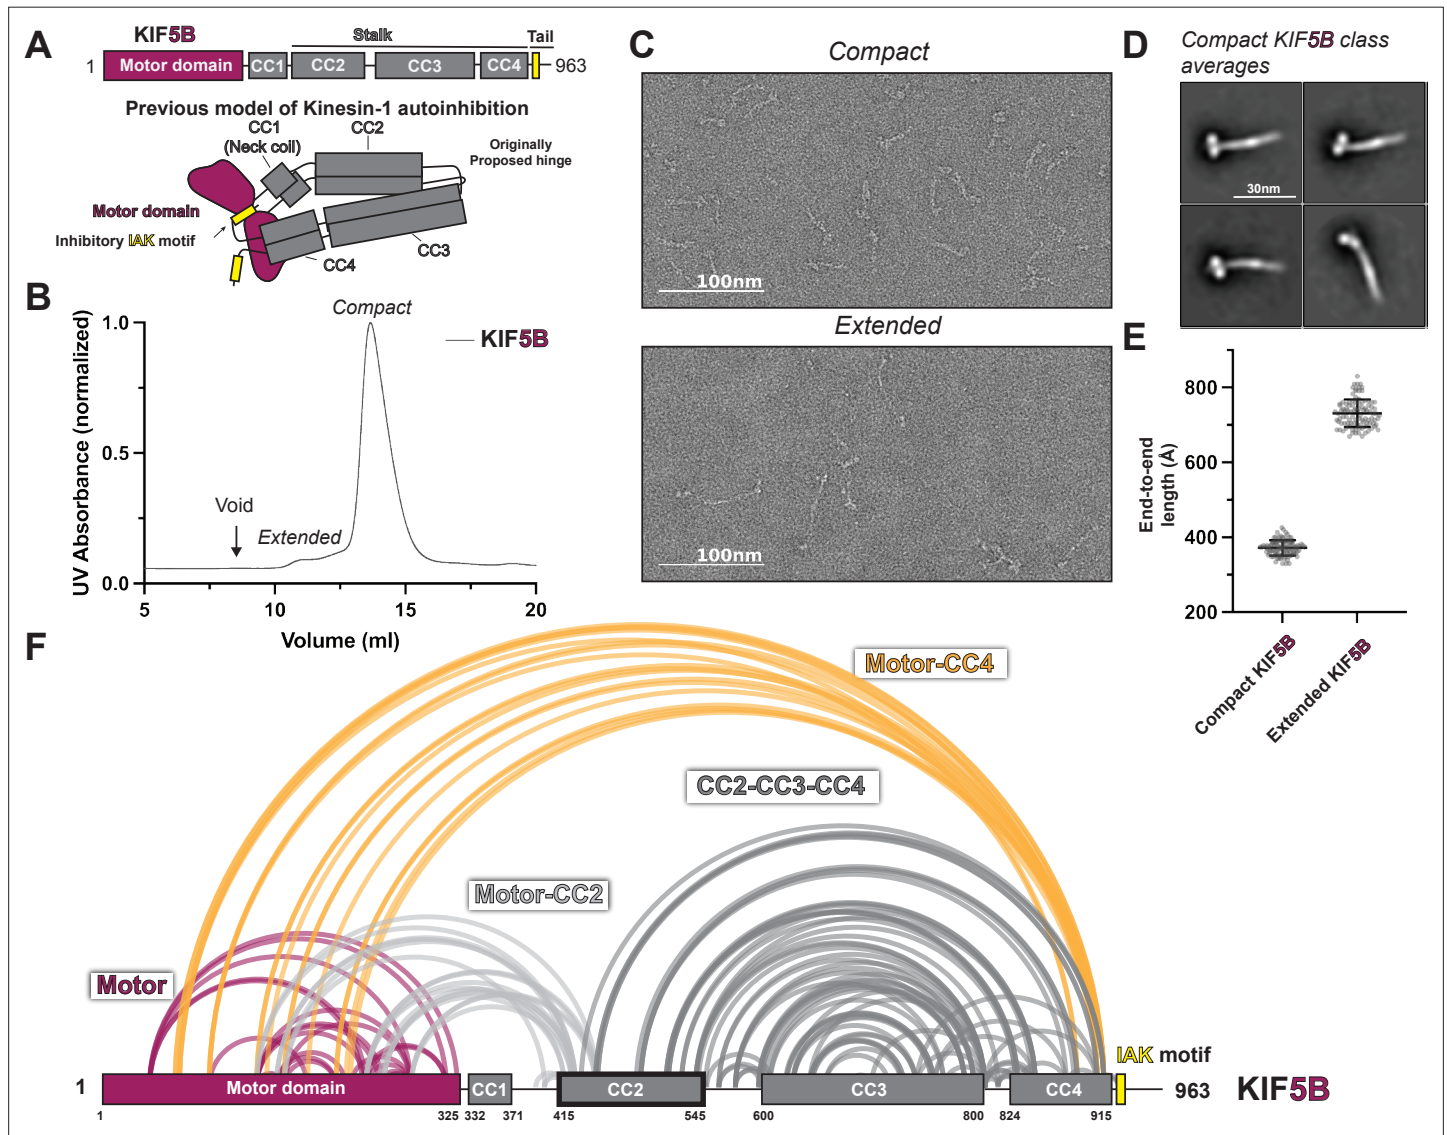 A
KIF5B
Stalk
Tail
1
Motor domain
CC1
CC2
CC3
CC4
963
Previous model of Kinesin-1 autoinhibition
CC1
(Neck coil)
CC2
Originally
Proposed hinge
Motor domain
Inhibitory IAK motif
CC4
CC3
B
Compact
KIF5B
Void
Extended
UV Absorbance (normalized)
1.0
0.5
0.0
5
10
15
20
Volume (ml)
C
Compact
100nm
Extended
100nm
D
Compact KIF5B class
averages
30nm
E
End-to-end
length (Å)
800
600
400
200
Compact KIF5B
Extended KIF5B
F
Motor-CC4
CC2-CC3-CC4
Motor-CC2
Motor
IAK motif
1
Motor domain
CC1
CC2
CC3
CC4
963
KIF5B
1
325
332
371
415
545
600
800
824
915